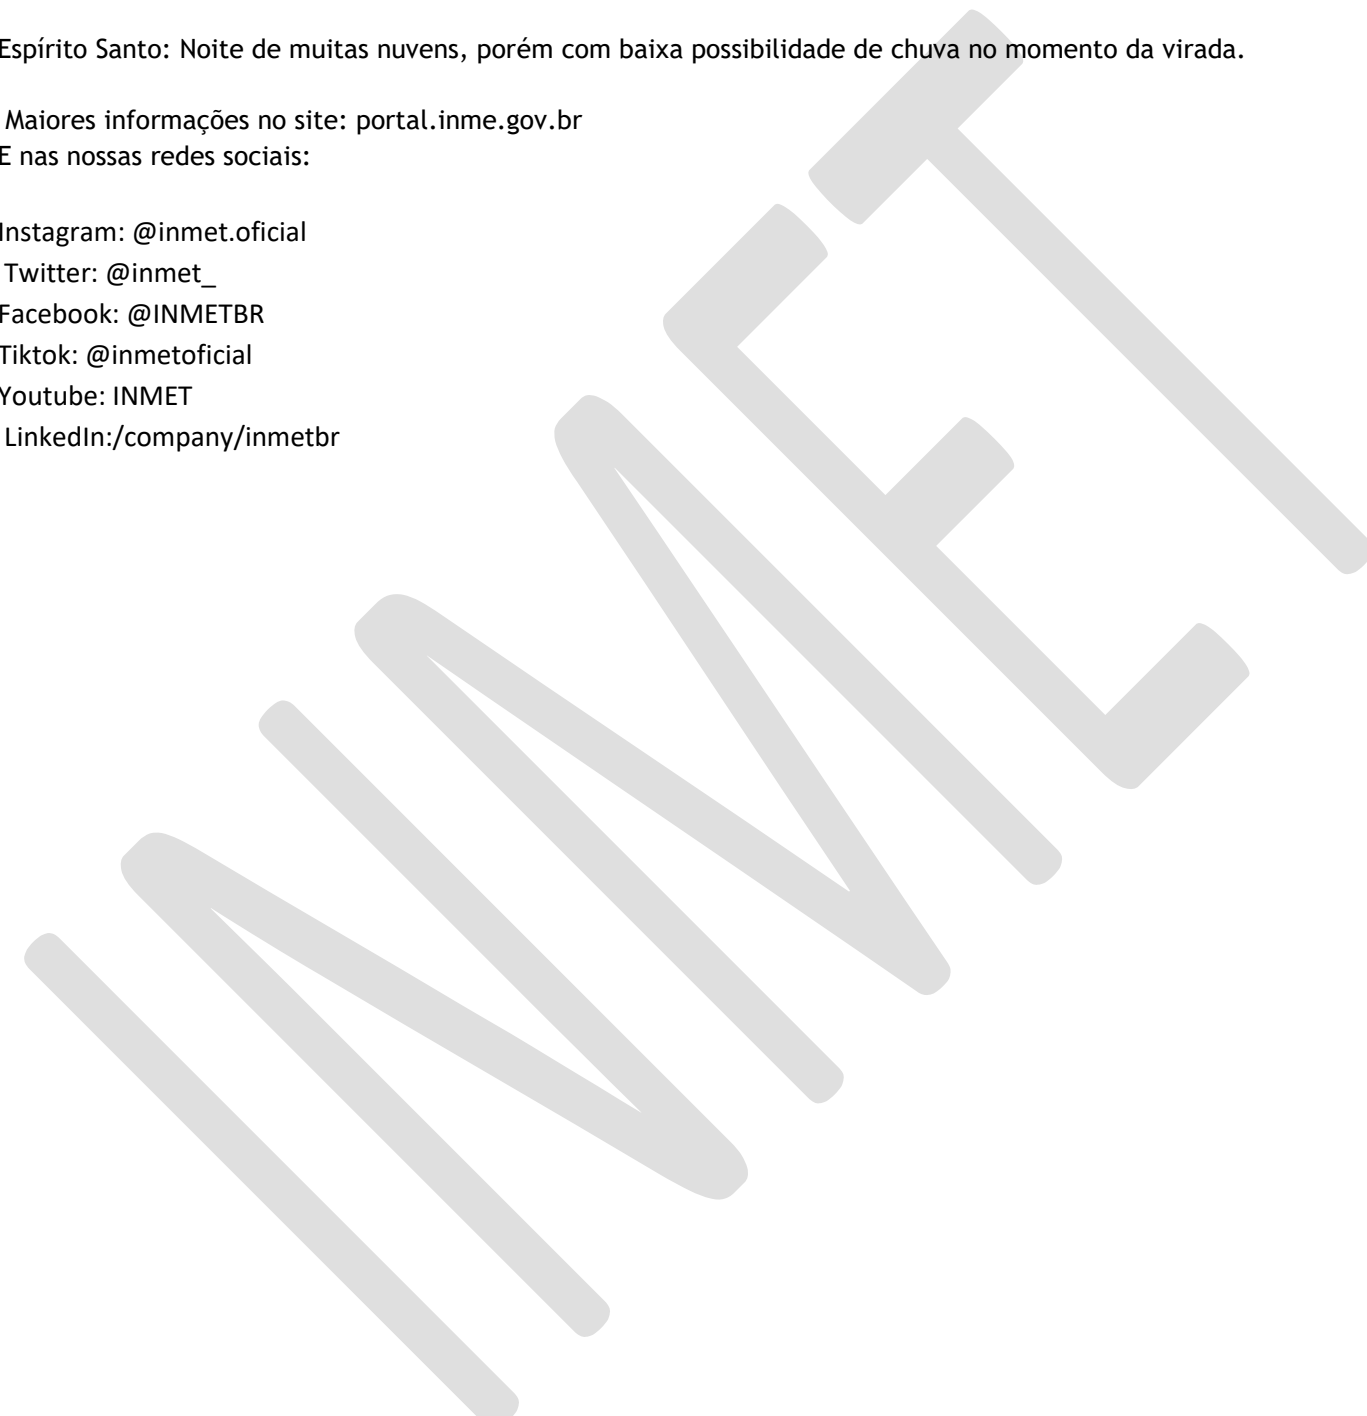 Espírito Santo: Noite de muitas nuvens, porém com baixa possibilidade de chuva no momento da virada.
Maiores informações no site: portal.inme.gov.br
E nas nossas redes sociais:
Instagram: @inmet.oficial
Twitter: @inmet_
Facebook: @INMETBR
Tiktok: @inmetoficial
Youtube: INMET
LinkedIn:/company/inmetbr
INMET